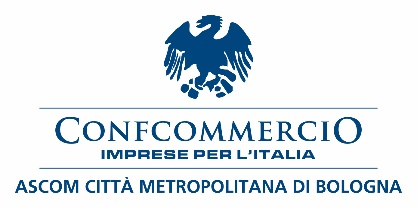 CONFCOMMERCIO
IMPRESE PER L'ITALIA
ASCOM CITTÀ METROPOLITANA DI BOLOGNA